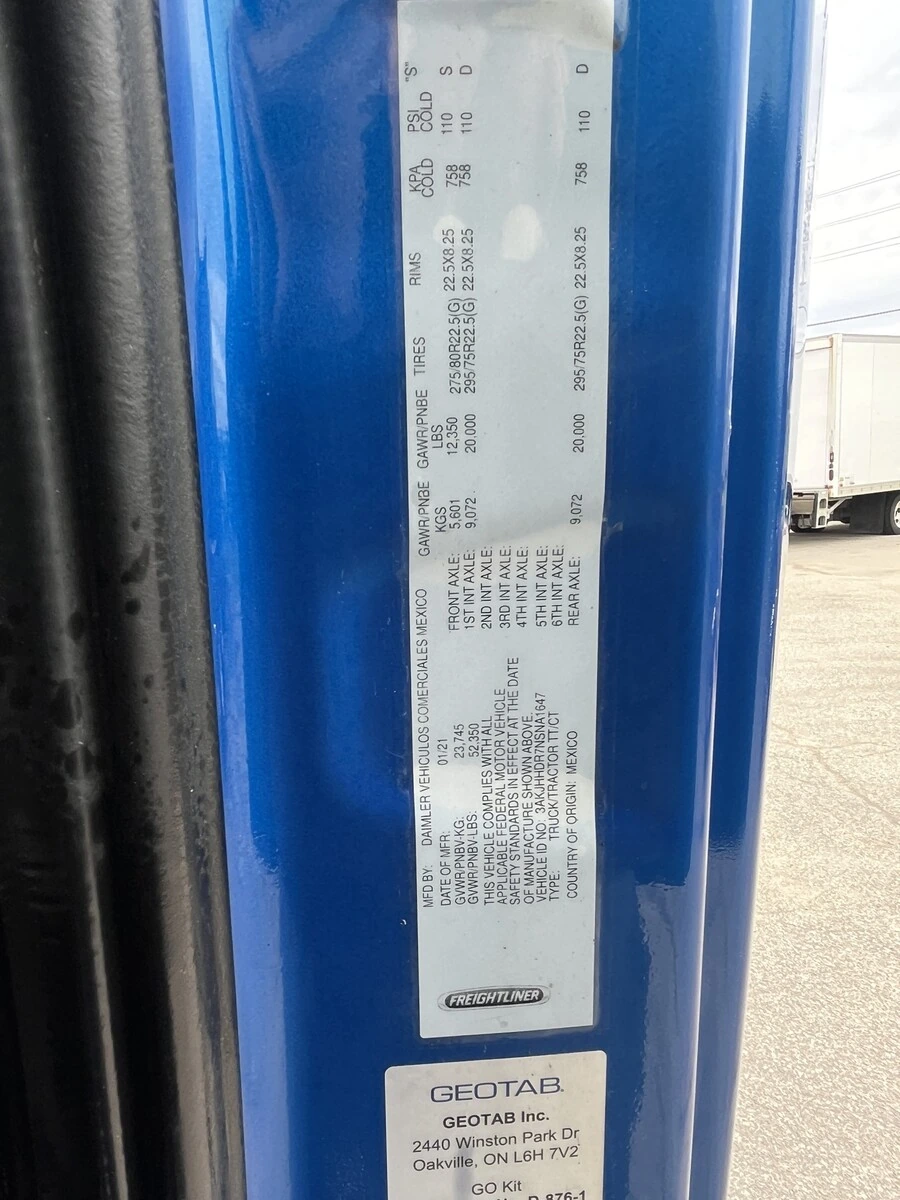 MFD BY: DAIMLER VEHICULOS COMERCIALES MEXICO
DATE OF MFR: 01/21
GVWR/PNBV-KG: 23,745
GVWR/PNBV-LBS: 52,350
THIS VEHICLE COMPLIES WITH ALL
APPLICABLE FEDERAL MOTOR VEHICLE
SAFETY STANDARDS IN EFFECT AT THE DATE
OF MANUFACTURE SHOWN ABOVE.
VEHICLE ID NO. 3AKJHHDR7NSNA1647
TYPE: TRUCK/TRACTOR TT/CT
COUNTRY OF ORIGIN: MEXICO
GAWR/PNBE GAWR/PNBE TIRES RIMS KPA PSI "S"
KGS LBS COLD COLD
FRONT AXLE: 5,601 12,350 275/80R22.5(G) 22.5X8.25 758 110 S
1ST INT AXLE: 9,072 20,000 295/75R22.5(G) 22.5X8.25 758 110 D
2ND INT AXLE:
3RD INT AXLE:
4TH INT AXLE:
5TH INT AXLE:
6TH INT AXLE:
REAR AXLE: 9,072 20,000 295/75R22.5(G) 22.5X8.25 758 110 D
FREIGHTLINER
GEOTAB
GEOTAB Inc.
2440 Winston Park Dr
Oakville, ON L6H 7V2
GO Kit
D-876-1